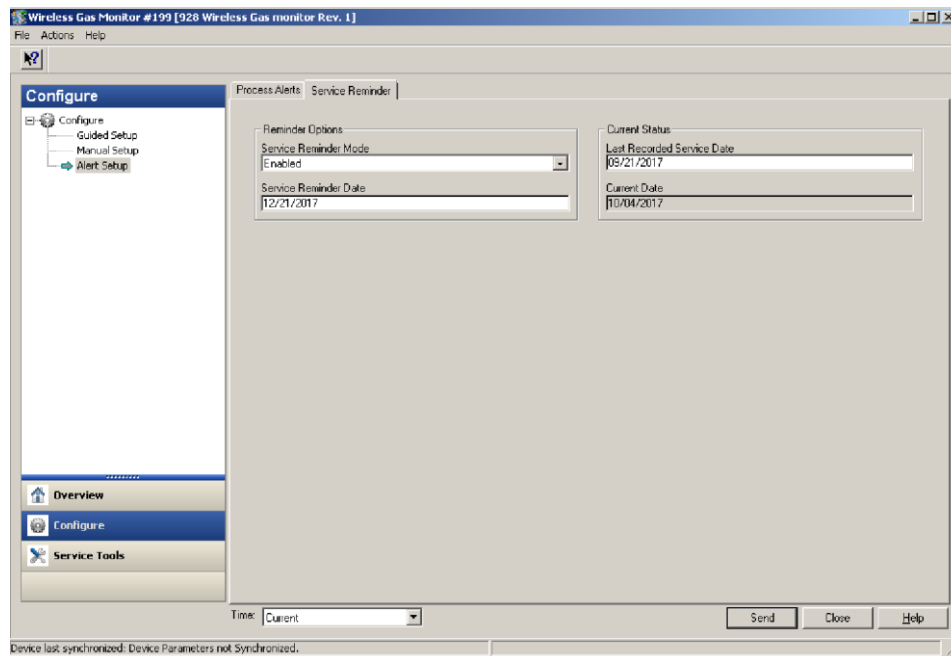 Wireless Gas Monitor #199 [928 Wireless Gas monitor Rev. 1]
File Actions Help
Configure
Configure
Guided Setup
Manual Setup
Alert Setup
Overview
Configure
Service Tools
Process Alerts Service Reminder
Reminder Options
Service Reminder Mode
Enabled
Service Reminder Date
12/21/2017
Current Status
Last Recorded Service Date
09/21/2017
Current Date
10/04/2017
Time: Current
Send Close Help
Device last synchronized: Device Parameters not Synchronized.